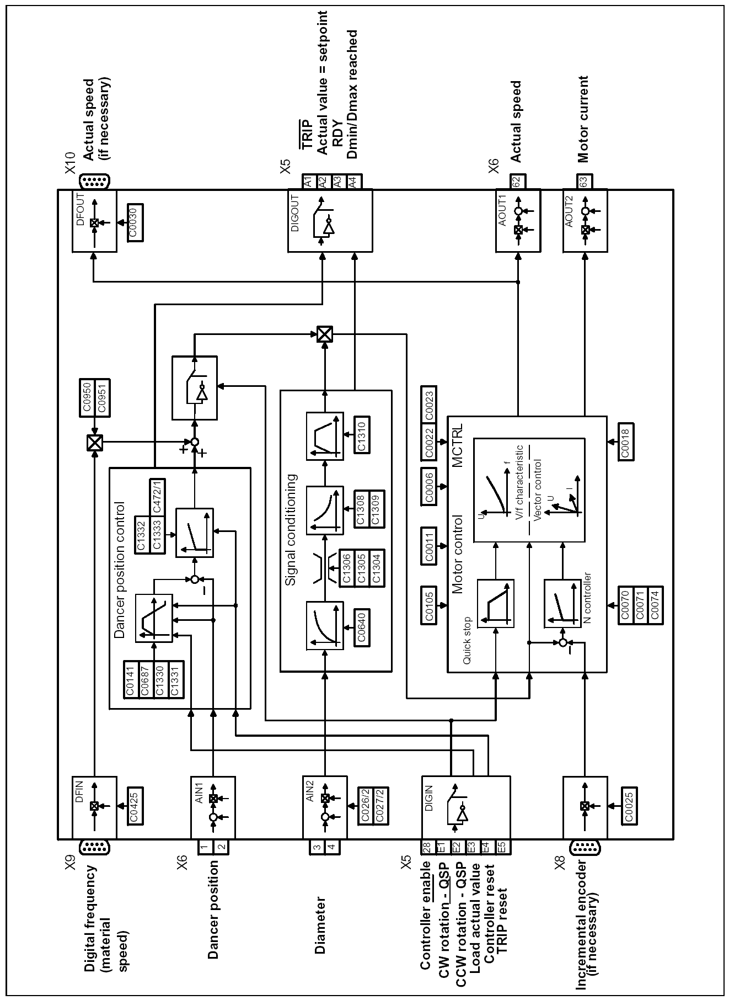 X9
Digital frequency
(material
speed)
DFIN
C0425
X6
Dancer position
1
2
AIN1
Diameter
3
4
AIN2
C026/2
C027/2
X5
Controller enable
CW rotation - QSP
CCW rotation - QSP
Load actual value
Controller reset
TRIP reset
28
E1
E2
E3
E4
E5
DIGIN
X8
Incremental encoder
(if necessary)
C0025
Dancer position control
C0141
C0687
C1330
C1331
−
C1332
C1333
C472/1
+
+
C0950
C0951
Signal conditioning
C0640
C1306
C1305
C1304
C1308
C1309
C1310
Motor control
MCTRL
C0105
C0011
C0006
C0022
C0023
Quick stop
−
N controller
C0070
C0071
C0074
U
f
V/f characteristic
Vector control
U
I
C0018
X10
Actual speed
(if necessary)
DFOUT
C0030
X5
TRIP
Actual value = setpoint
RDY
Dmin/Dmax reached
A1
A2
A3
A4
DIGOUT
X6
Actual speed
62
AOUT1
Motor current
63
AOUT2